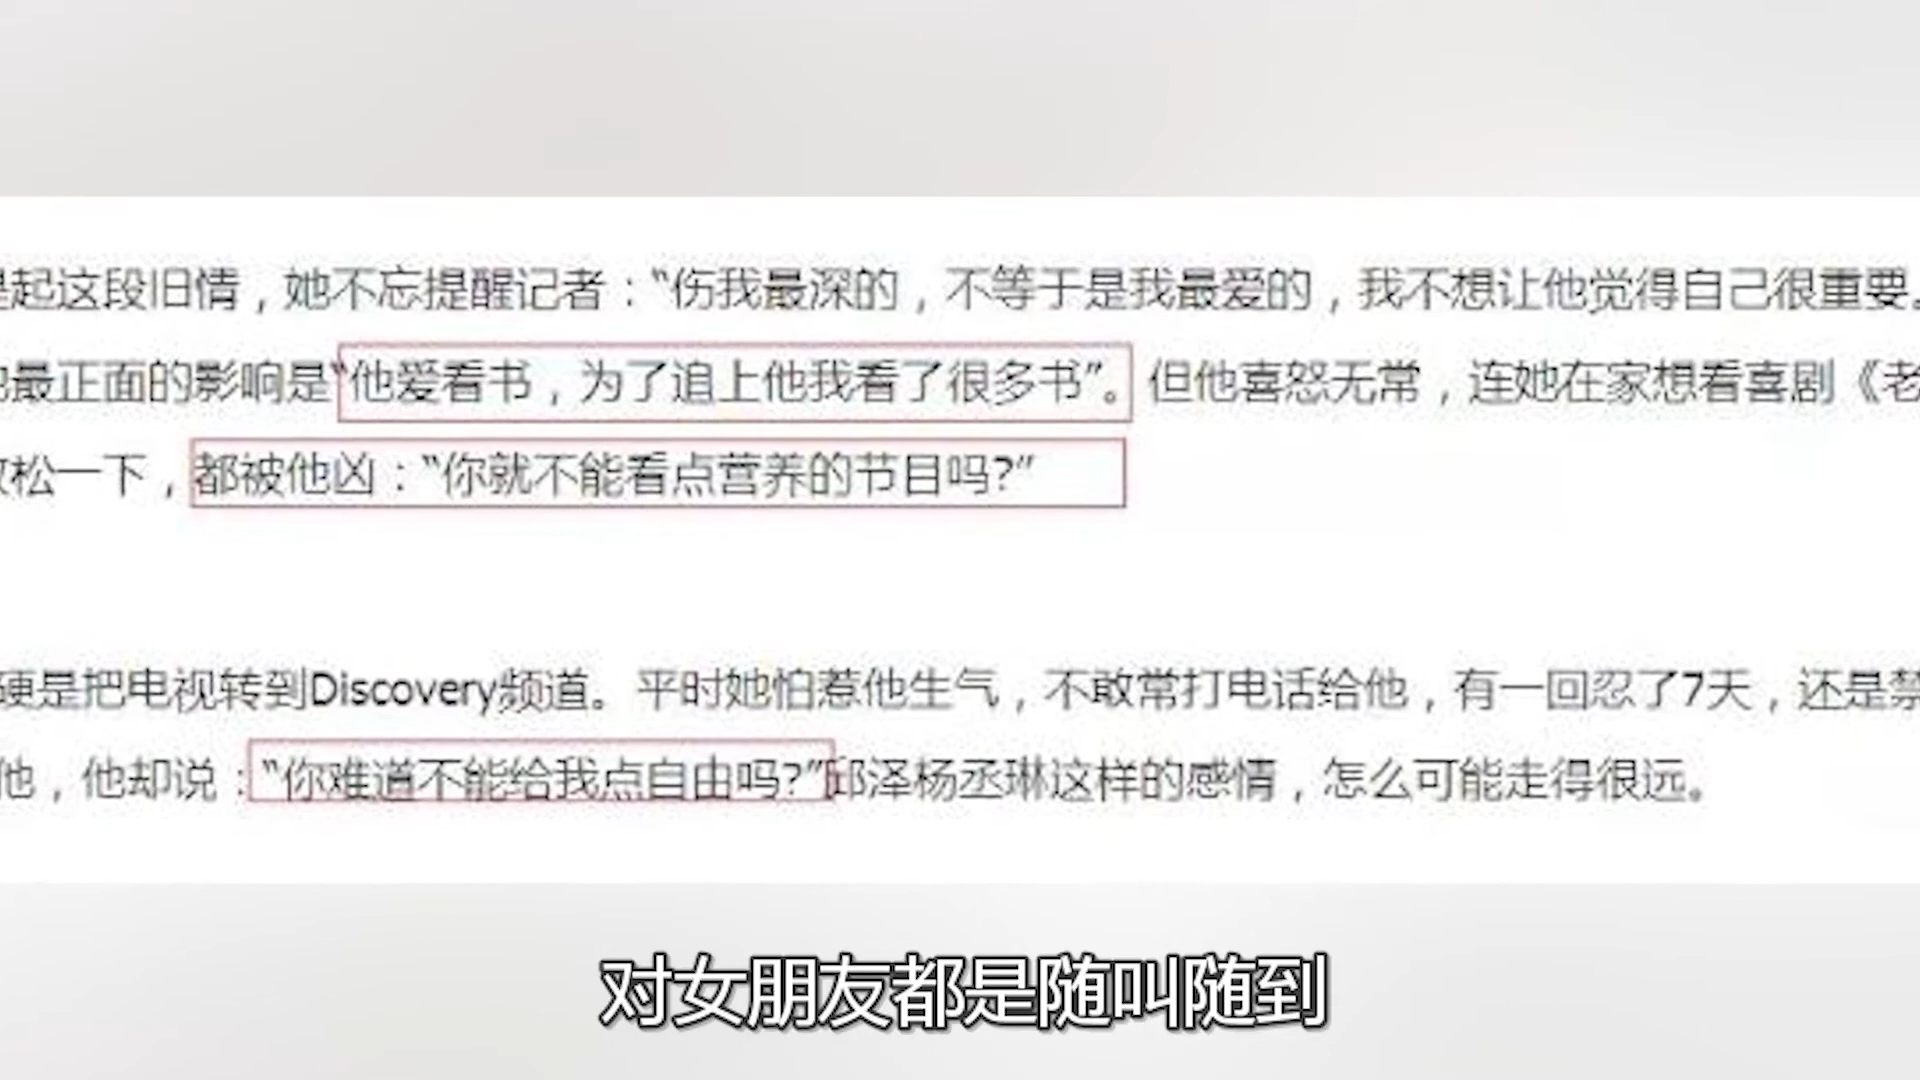 起这段旧情，她不忘提醒记者：“伤我最深的，不等于是我最爱的，我不想让他觉得自己很重要。
最正面的影响是“他爱看书，为了追上他我看了很多书”。但他喜怒无常，连她在家想看喜剧《老
松一下，都被他凶：“你就不能看点营养的节目吗?”
硬是把电视转到Discovery频道。平时她怕惹他生气，不敢常打电话给他，有一回忍了7天，还是禁
他，他却说：“你难道不能给我点自由吗?”邱泽杨丞琳这样的感情，怎么可能走得很远。
对女朋友都是随叫随到